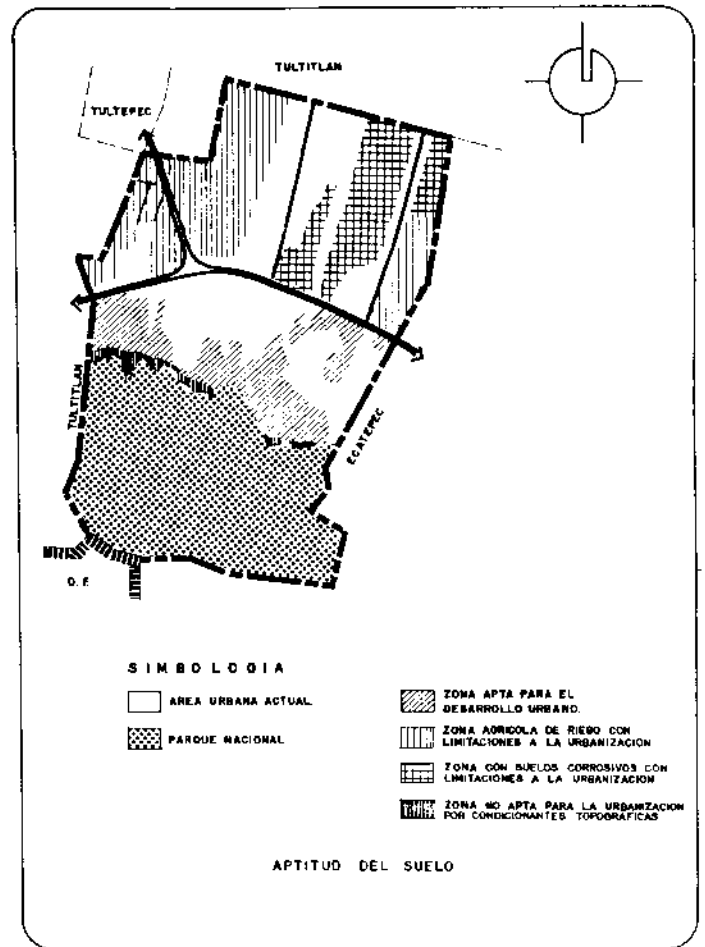 TULTITLAN
TULTEPEC
TULTITLAN
ECATEPEC
D. F.
SIMBOLOGIA
AREA URBANA ACTUAL
PARQUE NACIONAL
ZONA APTA PARA EL
DESARROLLO URBANO.
ZONA AGRICOLA DE RIEGO CON
LIMITACIONES A LA URBANIZACION
ZONA CON SUELOS CORROSIVOS CON
LIMITACIONES A LA URBANIZACION
ZONA NO APTA PARA LA URBANIZACION
POR CONDICIONANTES TOPOGRAFICAS
APTITUD DEL SUELO